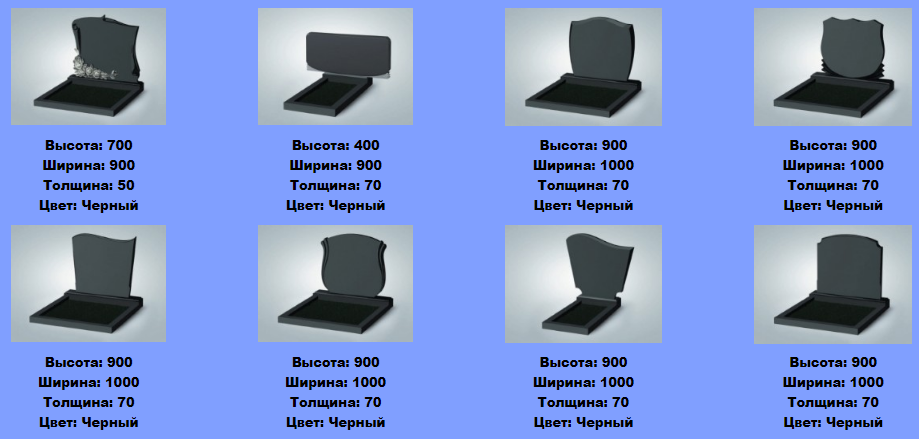 Высота: 700
Ширина: 900
Толщина: 50
Цвет: Черный
Высота: 400
Ширина: 900
Толщина: 70
Цвет: Черный
Высота: 900
Ширина: 1000
Толщина: 70
Цвет: Черный
Высота: 900
Ширина: 1000
Толщина: 70
Цвет: Черный
Высота: 900
Ширина: 1000
Толщина: 70
Цвет: Черный
Высота: 900
Ширина: 1000
Толщина: 70
Цвет: Черный
Высота: 900
Ширина: 1000
Толщина: 70
Цвет: Черный
Высота: 900
Ширина: 1000
Толщина: 70
Цвет: Черный